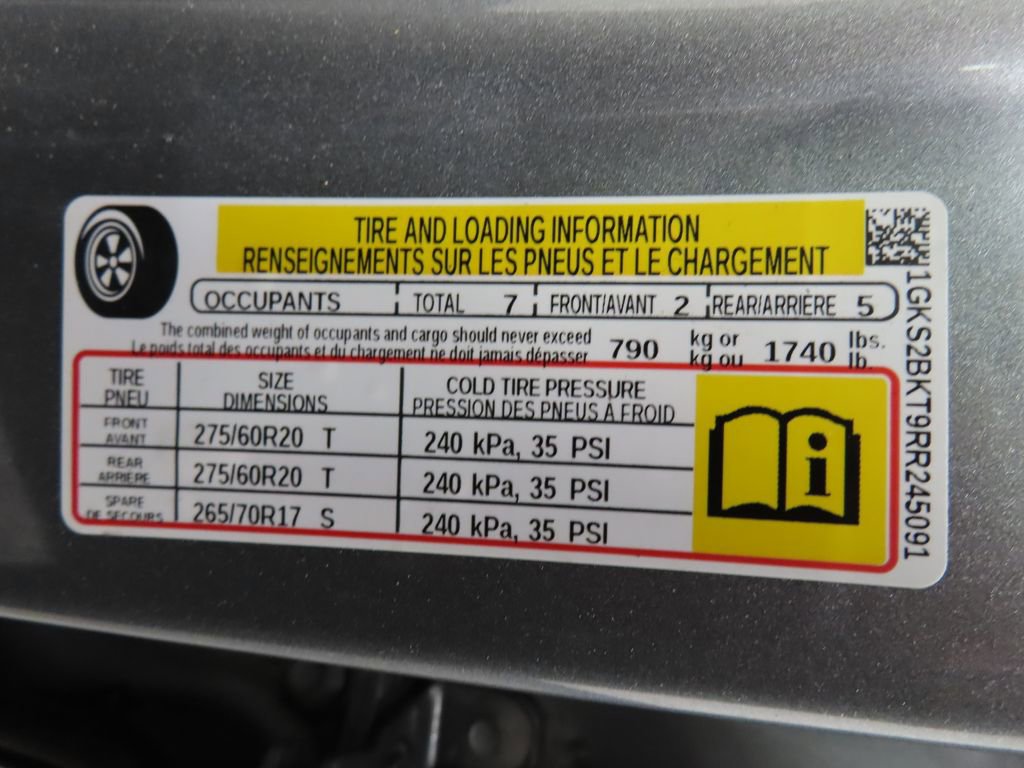 TIRE AND LOADING INFORMATION
RENSEIGNEMENTS SUR LES PNEUS ET LE CHARGEMENT
OCCUPANTS TOTAL 7 FRONT/AVANT 2 REAR/ARRIÈRE 5
The combined weight of occupants and cargo should never exceed 790 kg or 1740 lbs.
Le poids total des occupants et du chargement ne doit jamais dépasser kg ou lb.
TIRE SIZE COLD TIRE PRESSURE
PNEU DIMENSIONS PRESSION DES PNEUS À FROID
FRONT
AVANT 275/60R20 T 240 kPa, 35 PSI
REAR
ARRIÈRE 275/60R20 T 240 kPa, 35 PSI
SPARE
DE SECOURS 265/70R17 S 240 kPa, 35 PSI
i
1GKS2BKT9RR245091